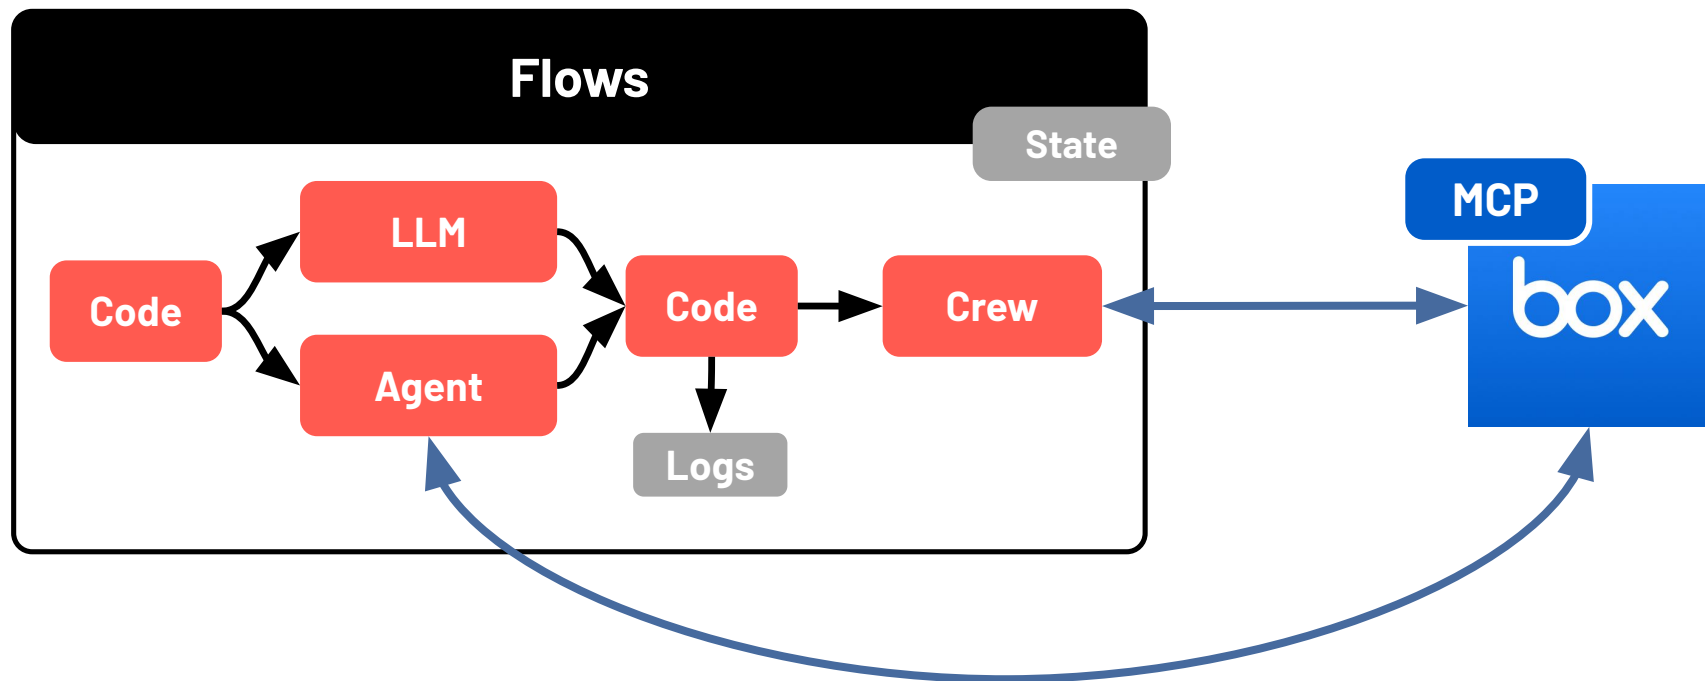 Flows
State
MCP
LLM
Code
Code
Crew
box
Agent
Logs